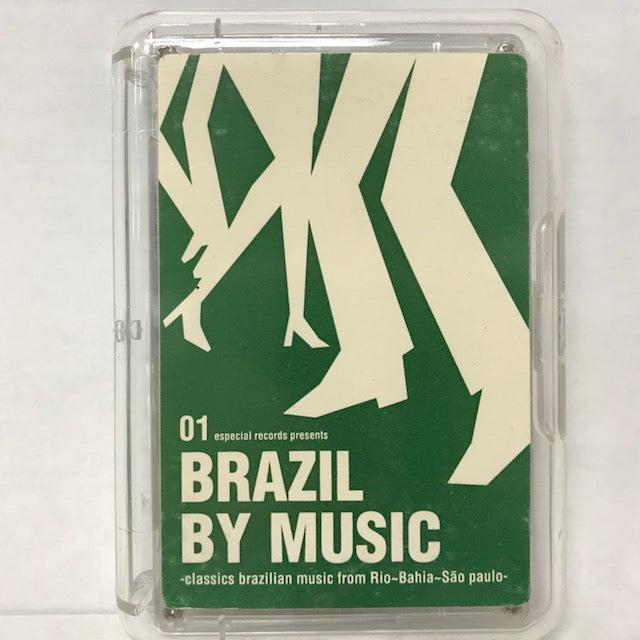 01 especial records presents
BRAZIL
BY MUSIC
-classics brazilian music from Rio~Bahia~São paulo-